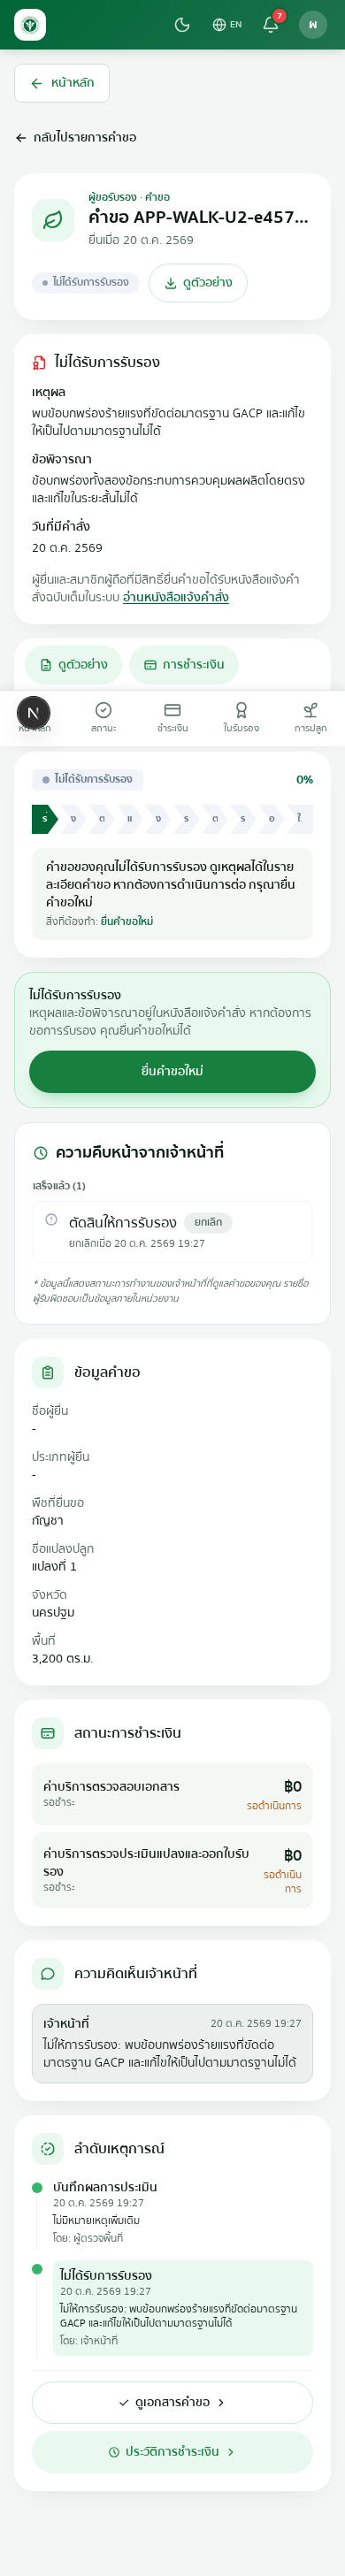 EN
7
พ
หน้าหลัก
กลับไปรายการคำขอ
ผู้ขอรับรอง · คำขอ
คำขอ APP-WALK-U2-e457...
ยื่นเมื่อ 20 ต.ค. 2569
ไม่ได้รับการรับรอง
ดูตัวอย่าง
ไม่ได้รับการรับรอง
เหตุผล
พบข้อบกพร่องร้ายแรงที่ขัดต่อมาตรฐาน GACP และแก้ไข
ให้เป็นไปตามมาตรฐานไม่ได้
ข้อพิจารณา
ข้อบกพร่องทั้งสองข้อกระทบการควบคุมผลผลิตโดยตรง
และแก้ไขในระยะสั้นไม่ได้
วันที่มีคำสั่ง
20 ต.ค. 2569
ผู้ยื่นและสมาชิกผู้ถือที่มีสิทธิ์ยื่นคำขอได้รับหนังสือแจ้งคำ
สั่งฉบับเต็มในระบบ อ่านหนังสือแจ้งคำสั่ง
ดูตัวอย่าง
การชำระเงิน
N
สถานะ
ชำระเงิน
ใบรับรอง
การปลูก
ไม่ได้รับการรับรอง
0%
คำขอของคุณไม่ได้รับการรับรอง ดูเหตุผลได้ในราย
ละเอียดคำขอ หากต้องการดำเนินการต่อ กรุณายื่น
คำขอใหม่
สิ่งที่ต้องทำ: ยื่นคำขอใหม่
ไม่ได้รับการรับรอง
เหตุผลและข้อพิจารณาอยู่ในหนังสือแจ้งคำสั่ง หากต้องการ
ขอการรับรอง คุณยื่นคำขอใหม่ได้
ยื่นคำขอใหม่
ความคืบหน้าจากเจ้าหน้าที่
เสร็จแล้ว (1)
ตัดสินให้การรับรอง
ยกเลิก
ยกเลิกเมื่อ 20 ต.ค. 2569 19:27
* ข้อมูลนี้แสดงสถานะการทำงานของเจ้าหน้าที่ที่ดูแลคำขอของคุณ รายชื่อ
ผู้รับผิดชอบเป็นข้อมูลภายในหน่วยงาน
ข้อมูลคำขอ
ชื่อผู้ยื่น
-
ประเภทผู้ยื่น
-
พืชที่ยื่นขอ
กัญชา
ชื่อแปลงปลูก
แปลงที่ 1
จังหวัด
นครปฐม
พื้นที่
3,200 ตร.ม.
สถานะการชำระเงิน
ค่าบริการตรวจสอบเอกสาร
฿0
รอชำระ
รอดำเนินการ
ค่าบริการตรวจประเมินแปลงและออกใบรับ
รอง
฿0
รอชำระ
รอดำเนิน
การ
ความคิดเห็นเจ้าหน้าที่
เจ้าหน้าที่
20 ต.ค. 2569 19:27
ไม่ให้การรับรอง: พบข้อบกพร่องร้ายแรงที่ขัดต่อ
มาตรฐาน GACP และแก้ไขให้เป็นไปตามมาตรฐานไม่ได้
ลำดับเหตุการณ์
บันทึกผลการประเมิน
20 ต.ค. 2569 19:27
ไม่มีหมายเหตุเพิ่มเติม
โดย: ผู้ตรวจพื้นที่
ไม่ได้รับการรับรอง
20 ต.ค. 2569 19:27
ไม่ให้การรับรอง: พบข้อบกพร่องร้ายแรงที่ขัดต่อมาตรฐาน
GACP และแก้ไขให้เป็นไปตามมาตรฐานไม่ได้
โดย: เจ้าหน้าที่
ดูเอกสารคำขอ
ประวัติการชำระเงิน